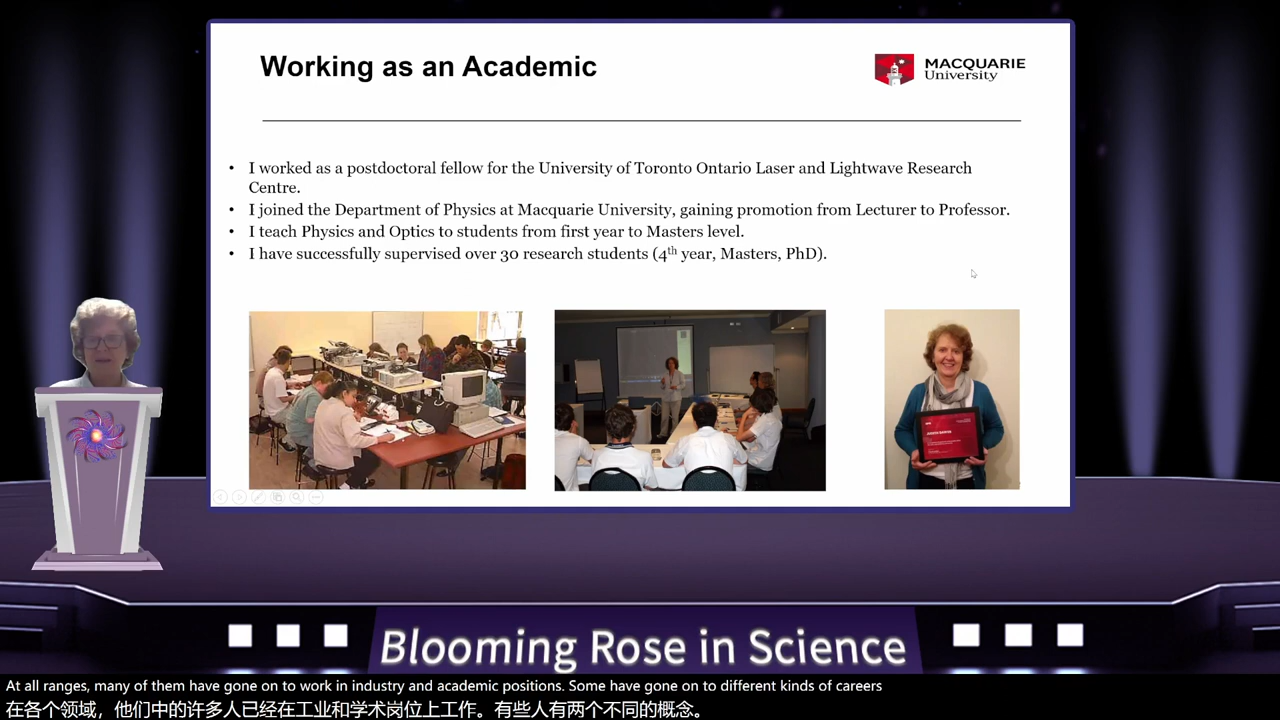 Working as an Academic
MACQUARIE
University
• I worked as a postdoctoral fellow for the University of Toronto Ontario Laser and Lightwave Research
Centre.
• I joined the Department of Physics at Macquarie University, gaining promotion from Lecturer to Professor.
• I teach Physics and Optics to students from first year to Masters level.
• I have successfully supervised over 30 research students (4th year, Masters, PhD).
Blooming Rose in Science
At all ranges, many of them have gone on to work in industry and academic positions. Some have gone on to different kinds of careers
在各个领域，他们中的许多人已经在工业和学术岗位上工作。有些人有两个不同的概念。